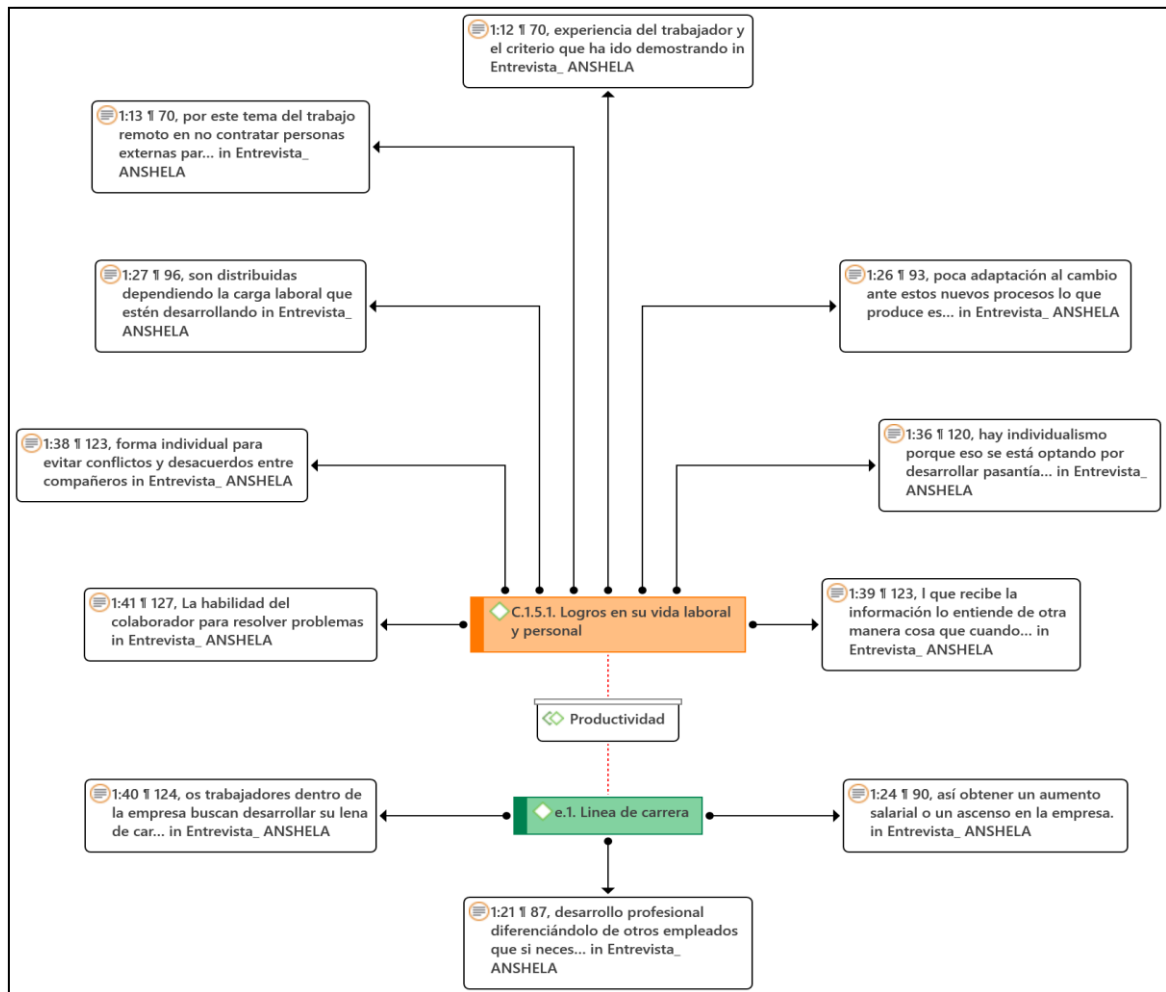 1:12 ¶ 70, experiencia del trabajador y
el criterio que ha ido demostrando in
Entrevista_ ANSHELA
1:13 ¶ 70, por este tema del trabajo
remoto en no contratar personas
externas par... in Entrevista_
ANSHELA
1:27 ¶ 96, son distribuidas
dependiendo la carga laboral que
estén desarrollando in Entrevista_
ANSHELA
1:26 ¶ 93, poca adaptación al cambio
ante estos nuevos procesos lo que
produce es... in Entrevista_ ANSHELA
1:38 ¶ 123, forma individual para
evitar conflictos y desacuerdos entre
compañeros in Entrevista_ ANSHELA
1:36 ¶ 120, hay individualismo
porque eso se está optando por
desarrollar pasantía... in Entrevista_
ANSHELA
1:41 ¶ 127, La habilidad del
colaborador para resolver problemas
in Entrevista_ ANSHELA
C.1.5.1. Logros en su vida laboral
y personal
1:39 ¶ 123, l que recibe la
información lo entiende de otra
manera cosa que cuando... in
Entrevista_ ANSHELA
Productividad
1:40 ¶ 124, os trabajadores dentro de
la empresa buscan desarrollar su lena
de car... in Entrevista_ ANSHELA
e.1. Linea de carrera
1:24 ¶ 90, así obtener un aumento
salarial o un ascenso en la empresa.
in Entrevista_ ANSHELA
1:21 ¶ 87, desarrollo profesional
diferenciándolo de otros empleados
que si neces... in Entrevista_
ANSHELA